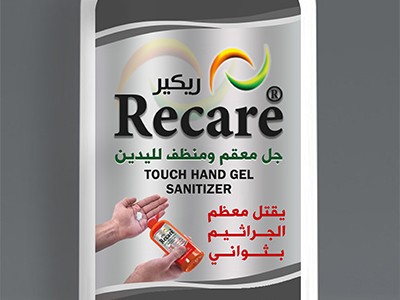 ريكير
Recare®
جل معقم ومنظف لليدين
TOUCH HAND GEL
SANITIZER
يقتل معظم
الجراثيم
بثواني